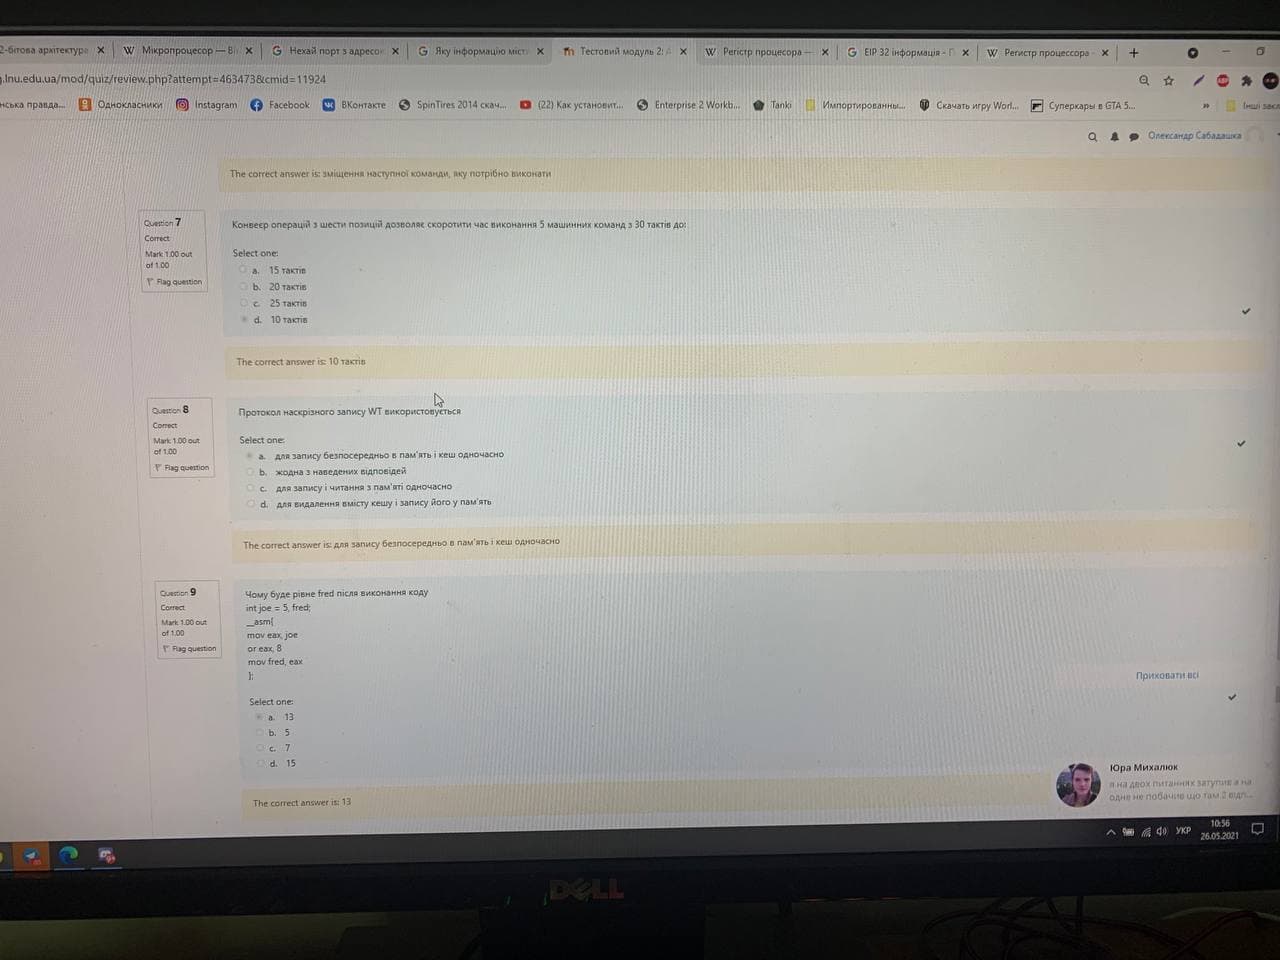 2-бітова архітектура
Мікропроцесор — Ві
Нехай порт з адресо
Яку інформацію міст
Тестовий модуль 2: А
Регістр процесора —
EIP 32 інформація - П
Регистр процессора -
.lnu.edu.ua/mod/quiz/review.php?attempt=463473&cmid=11924
нська правда...
Однокласники
Instagram
Facebook
ВКонтакте
SpinTires 2014 скач...
(22) Как установит...
Enterprise 2 Workb...
Tanki
Импортированны...
Скачать игру Worl...
Суперкары в GTA 5...
»
Інші закл
Олександр Сабадашка
The correct answer is: зміщення наступної команди, яку потрібно виконати
Question 7
Correct
Mark 1.00 out
of 1.00
Flag question
Конвеєр операцій з шести позицій дозволяє скоротити час виконання 5 машинних команд з 30 тактів до:
Select one:
a. 15 тактів
b. 20 тактів
c. 25 тактів
d. 10 тактів
The correct answer is: 10 тактів
Question 8
Correct
Mark 1.00 out
of 1.00
Flag question
Протокол наскрізного запису WT використовується
Select one:
a. для запису безпосередньо в пам'ять і кеш одночасно
b. жодна з наведених відповідей
c. для запису і читання з пам'яті одночасно
d. для видалення вмісту кешу і запису його у пам'ять
The correct answer is: для запису безпосередньо в пам'ять і кеш одночасно
Question 9
Correct
Mark 1.00 out
of 1.00
Flag question
Чому буде рівне fred після виконання коду
int joe = 5, fred;
__asm{
mov eax, joe
or eax, 8
mov fred, eax
};
Select one:
a. 13
b. 5
c. 7
d. 15
The correct answer is: 13
Приховати всі
Юра Михалюк
я на двох питаннях затупив а на
одне не побачив що там 2 відп...
УКР
10:56
26.05.2021
DELL